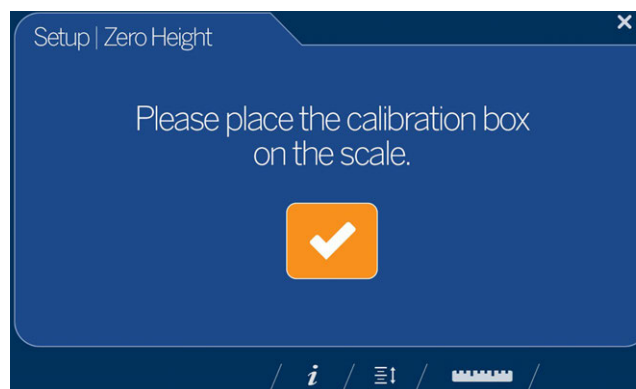 Setup | Zero Height
Please place the calibration box
on the scale.
i